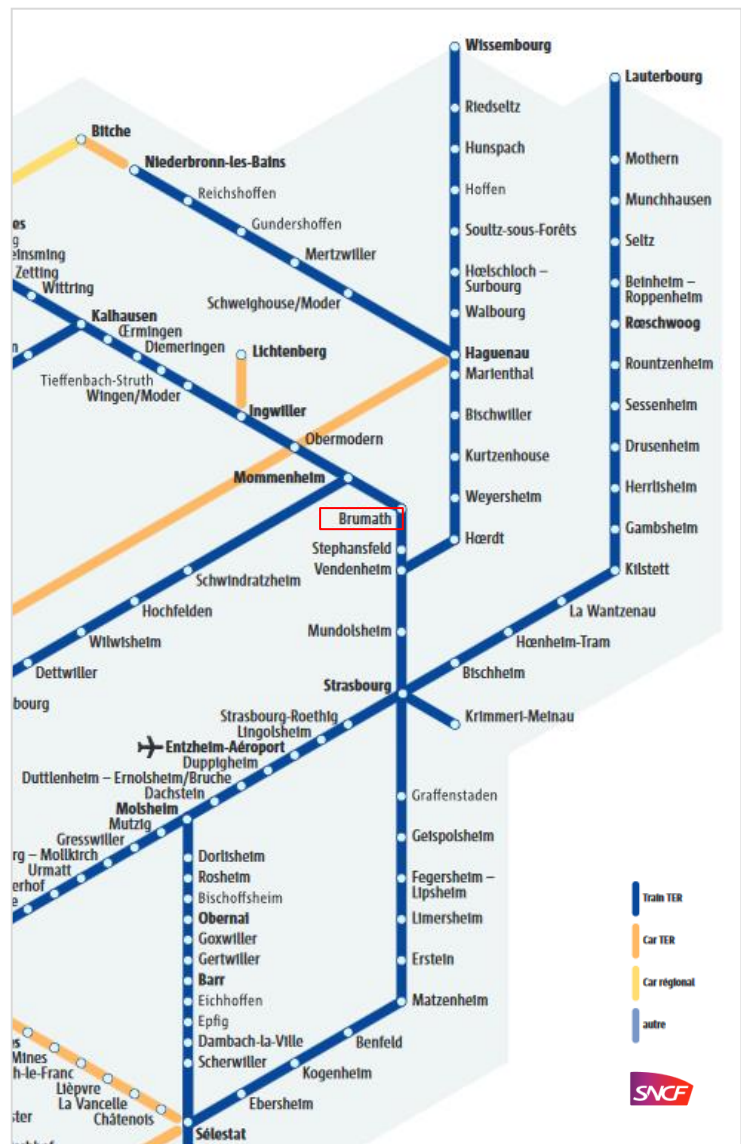 Wissembourg
Lauterbourg
Riedseltz
Bitche
Hunspach
Mothern
Niederbronn-les-Bains
Reichshoffen
Hoffen
Munchhausen
Gundershoffen
Soultz-sous-Forêts
Seltz
Mertzwiller
Zetting
Wittring
Hœlschloch –
Surbourg
Beinheim –
Roppenheim
Schweighouse/Moder
Walbourg
Kalhausen
Œrmingen
Diemeringen
Rœschwoog
Lichtenberg
Haguenau
Marienthal
Rountzenheim
Tieffenbach-Struth
Wingen/Moder
Ingwiller
Bischwiller
Sessenheim
Obermodern
Kurtzenhouse
Drusenheim
Mommenheim
Weyersheim
Herrlisheim
Brumath
Hœrdt
Gambsheim
Stephansfeld
Vendenheim
Kilstett
Schwindratzheim
Hochfelden
La Wantzenau
Wilwisheim
Mundolsheim
Hœnheim-Tram
Dettwiller
Bischheim
Strasbourg
bourg
Strasbourg-Roethig
Krimmeri-Meinau
Lingolsheim
Entzheim-Aéroport
Duppigheim
Duttlenheim – Ernolsheim/Bruche
Dachstein
Graffenstaden
Molsheim
Mutzig
Gresswiller
Geispolsheim
rg – Mollkirch
Urmatt
Dorlisheim
Rosheim
Fegersheim –
Lipsheim
Bischoffsheim
Obernai
Limersheim
Goxwiller
Gertwiller
Erstein
Barr
Eichhoffen
Matzenheim
Epfig
Dambach-la-Ville
Benfeld
Scherwiller
Kogenheim
Mines
h-le-Franc
Lièpvre
La Vancelle
Châtenois
Ebersheim
Sélestat
Train TER
Car TER
Car régional
autre
SNCF